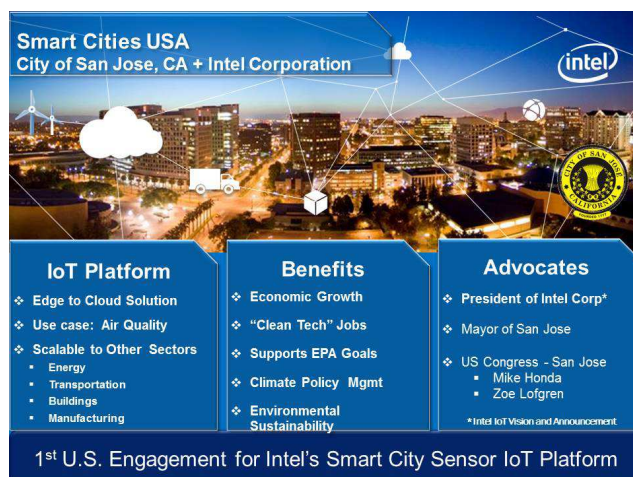 Smart Cities USA
City of San Jose, CA + Intel Corporation
intel
CITY OF SAN JOSE
CALIFORNIA
IoT Platform
❖ Edge to Cloud Solution
❖ Use case: Air Quality
❖ Scalable to Other Sectors
▪ Energy
▪ Transportation
▪ Buildings
▪ Manufacturing
Benefits
❖ Economic Growth
❖ “Clean Tech” Jobs
❖ Supports EPA Goals
❖ Climate Policy Mgmt
❖ Environmental
Sustainability
Advocates
❖ President of Intel Corp*
❖ Mayor of San Jose
❖ US Congress - San Jose
▪ Mike Honda
▪ Zoe Lofgren
* Intel IoT Vision and Announcement
1st U.S. Engagement for Intel’s Smart City Sensor IoT Platform